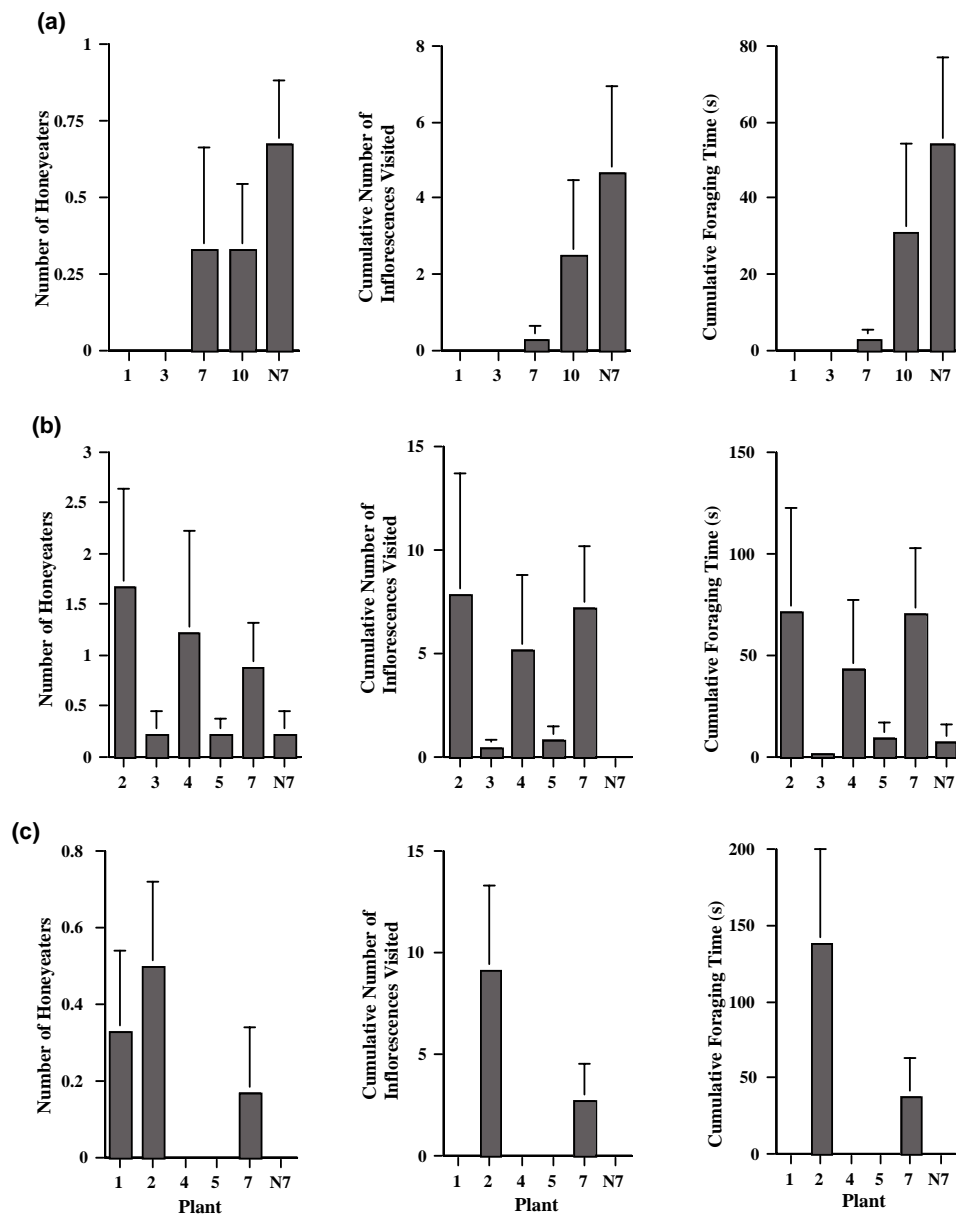 (a)
Number of Honeyeaters
1
0.75
0.5
0.25
0
1 3 7 10 N7
Cumulative Number of
Inflorescences Visited
8
6
4
2
0
1 3 7 10 N7
Cumulative Foraging Time (s)
80
60
40
20
0
1 3 7 10 N7
(b)
Number of Honeyeaters
3
2.5
2
1.5
1
0.5
0
2 3 4 5 7 N7
Cumulative Number of
Inflorescences Visited
15
10
5
0
2 3 4 5 7 N7
Cumulative Foraging Time (s)
150
100
50
0
2 3 4 5 7 N7
(c)
Number of Honeyeaters
0.8
0.6
0.4
0.2
0
1 2 4 5 7 N7
Plant
Cumulative Number of
Inflorescences Visited
15
10
5
0
1 2 4 5 7 N7
Cumulative Foraging Time (s)
200
150
100
50
0
1 2 4 5 7 N7
Plant